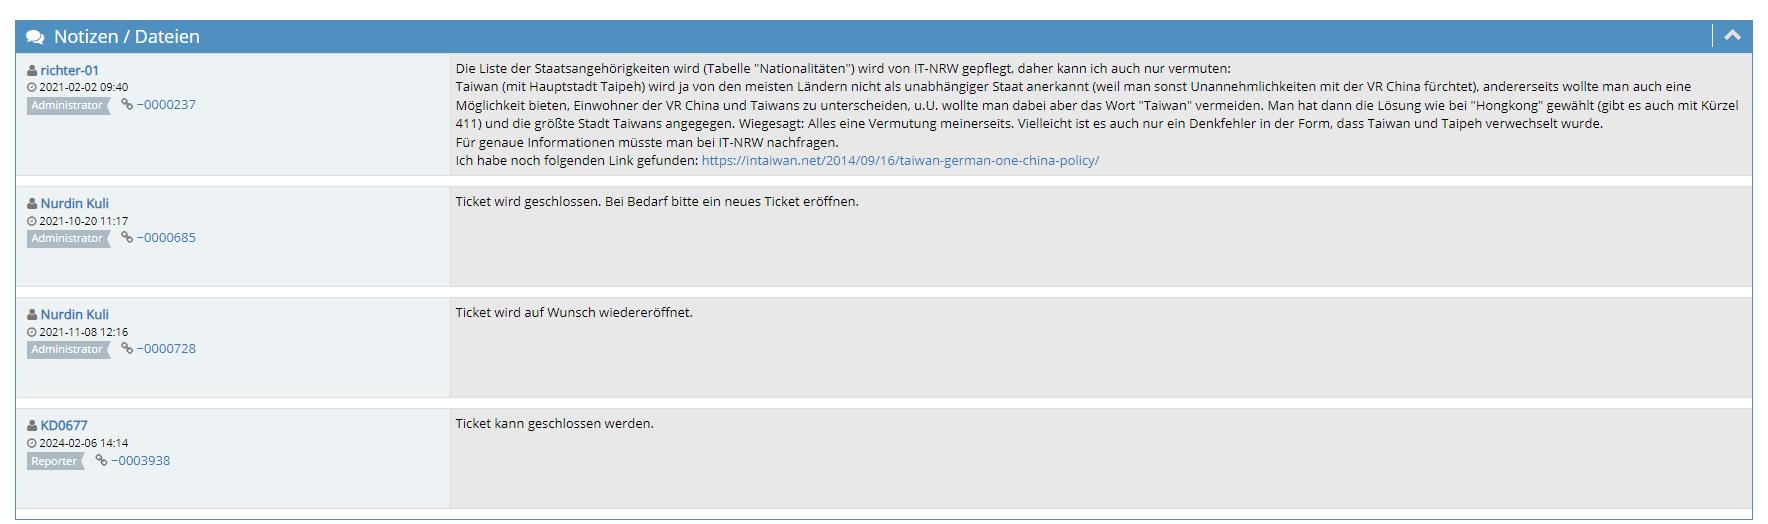 Notizen / Dateien
richter-01
2021-02-02 09:40
Administrator ~0000237
Die Liste der Staatsangehörigkeiten wird (Tabelle "Nationalitäten") wird von IT-NRW gepflegt, daher kann ich auch nur vermuten:
Taiwan (mit Hauptstadt Taipeh) wird ja von den meisten Ländern nicht als unabhängiger Staat anerkannt (weil man sonst Unannehmlichkeiten mit der VR China fürchtet), andererseits wollte man auch eine
Möglichkeit bieten, Einwohner der VR China und Taiwans zu unterscheiden, u.U. wollte man dabei aber das Wort "Taiwan" vermeiden. Man hat dann die Lösung wie bei "Hongkong" gewählt (gibt es auch mit Kürzel
411) und die größte Stadt Taiwans angegegen. Wiegesagt: Alles eine Vermutung meinerseits. Vielleicht ist es auch nur ein Denkfehler in der Form, dass Taiwan und Taipeh verwechselt wurde.
Für genaue Informationen müsste man bei IT-NRW nachfragen.
Ich habe noch folgenden Link gefunden: https://intaiwan.net/2014/09/16/taiwan-german-one-china-policy/
Nurdin Kuli
2021-10-20 11:17
Administrator ~0000685
Ticket wird geschlossen. Bei Bedarf bitte ein neues Ticket eröffnen.
Nurdin Kuli
2021-11-08 12:16
Administrator ~0000728
Ticket wird auf Wunsch wiedereröffnet.
KD0677
2024-02-06 14:14
Reporter ~0003938
Ticket kann geschlossen werden.